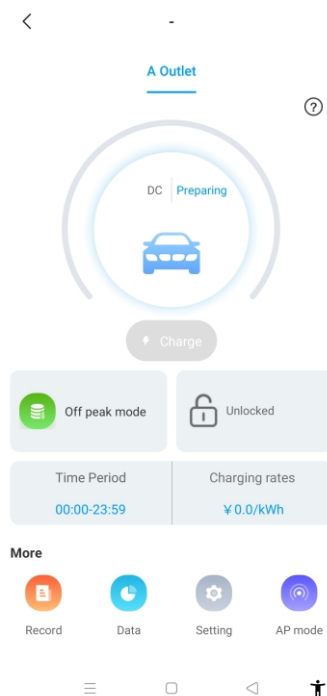 -
A Outlet
?
DC Preparing
Charge
Off peak mode
Unlocked
Time Period
Charging rates
00:00-23:59
¥0.0/kWh
More
Record
Data
Setting
AP mode